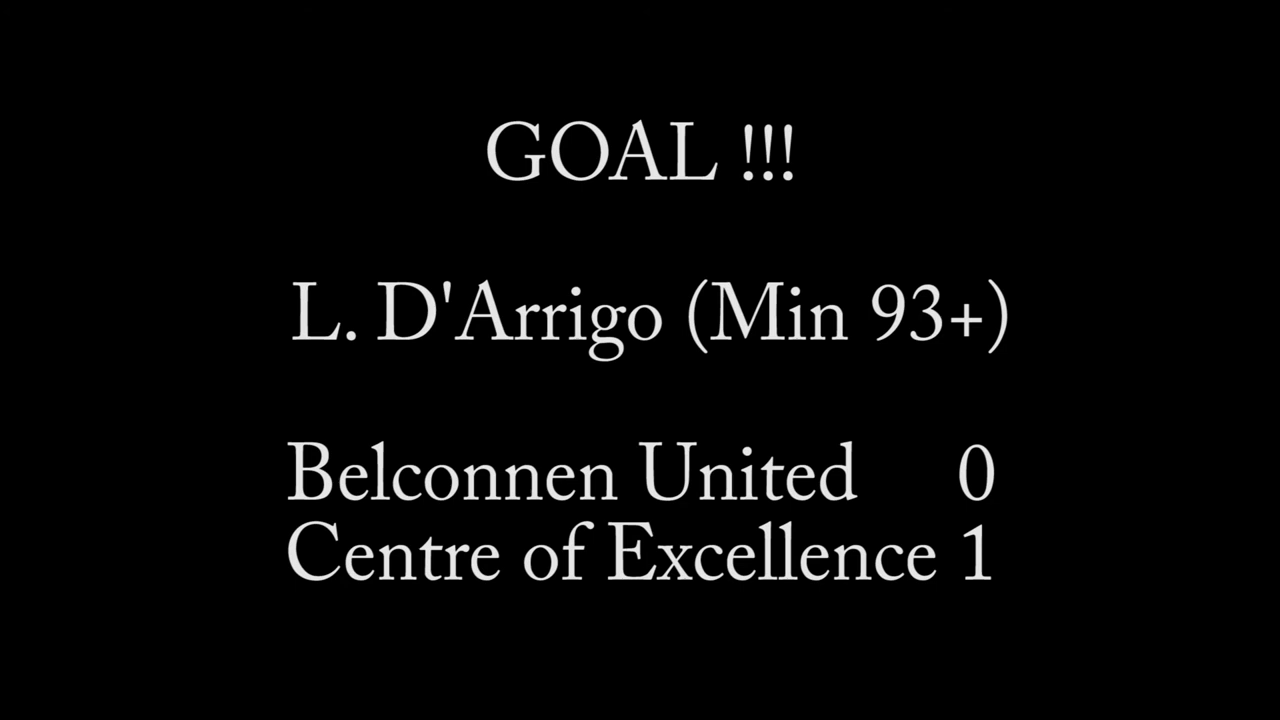 GOAL !!!
L. D'Arrigo (Min 93+)
Belconnen United 0
Centre of Excellence 1